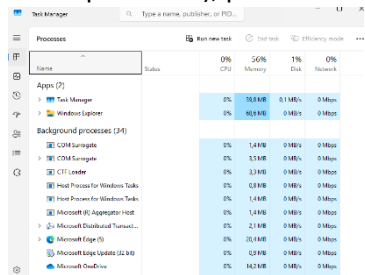 Task Manager
Type a name, publisher, or PID...
Processes
Run new task
End task
Efficiency mode
0% 56% 1% 0%
Name Status CPU Memory Disk Network
Apps (2)
Task Manager 0% 39,8 MB 0,1 MB/s 0 Mbps
Windows Explorer 0% 60,6 MB 0 MB/s 0 Mbps
Background processes (34)
COM Surrogate 0% 1,4 MB 0 MB/s 0 Mbps
COM Surrogate 0% 3,5 MB 0 MB/s 0 Mbps
CTF Loader 0% 3,3 MB 0 MB/s 0 Mbps
Host Process for Windows Tasks 0% 0,8 MB 0 MB/s 0 Mbps
Host Process for Windows Tasks 0% 1,4 MB 0 MB/s 0 Mbps
Microsoft (R) Aggregator Host 0% 1,4 MB 0 MB/s 0 Mbps
Microsoft Distributed Transact... 0% 2,1 MB 0 MB/s 0 Mbps
Microsoft Edge (5) 0% 20,4 MB 0 MB/s 0 Mbps
Microsoft Edge Update (32 bit) 0% 0,9 MB 0 MB/s 0 Mbps
Microsoft OneDrive 0% 14,2 MB 0 MB/s 0 Mbps